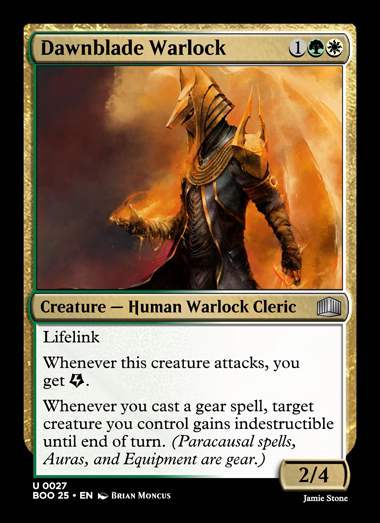 Dawnblade Warlock 1
Creature — Human Warlock Cleric
Lifelink
Whenever this creature attacks, you
get .
Whenever you cast a gear spell, target
creature you control gains indestructible
until end of turn. (Paracausal spells,
Auras, and Equipment are gear.)
2/4
U 0027
BOO 25 • EN Brian Moncus
Jamie Stone